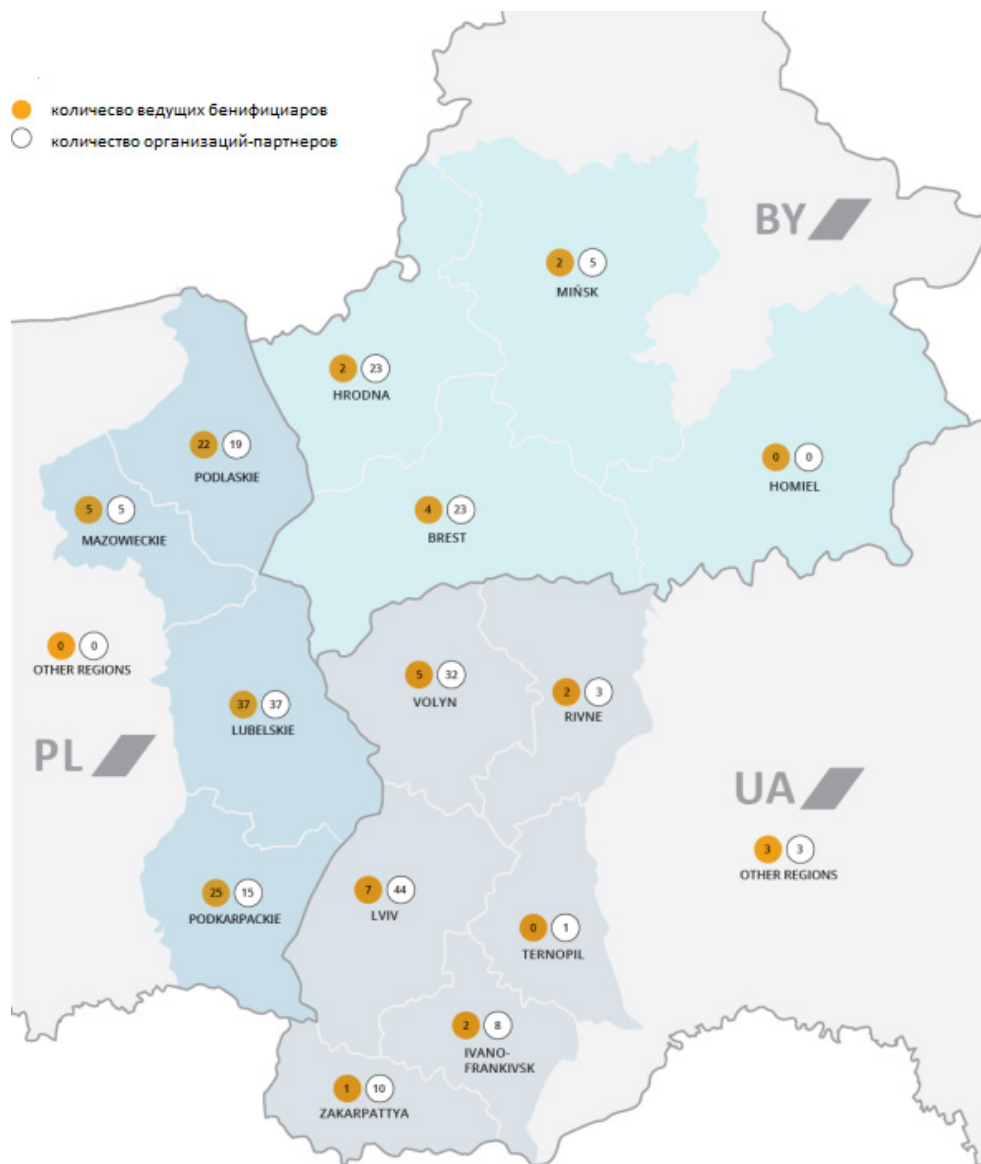 количесво ведущих бенифициаров
количество организаций-партнеров
BY
2 5
MIŃSK
2 23
HRODNA
22 19
PODLASKIE
0 0
HOMIEL
5 5
MAZOWIECKIE
4 23
BREST
0 0
OTHER REGIONS
5 32
VOLYN
2 3
RIVNE
37 37
LUBELSKIE
PL
UA
3 3
OTHER REGIONS
25 15
PODKARPACKIE
7 44
LVIV
0 1
TERNOPIL
2 8
IVANO-
FRANKIVSK
1 10
ZAKARPATTYA